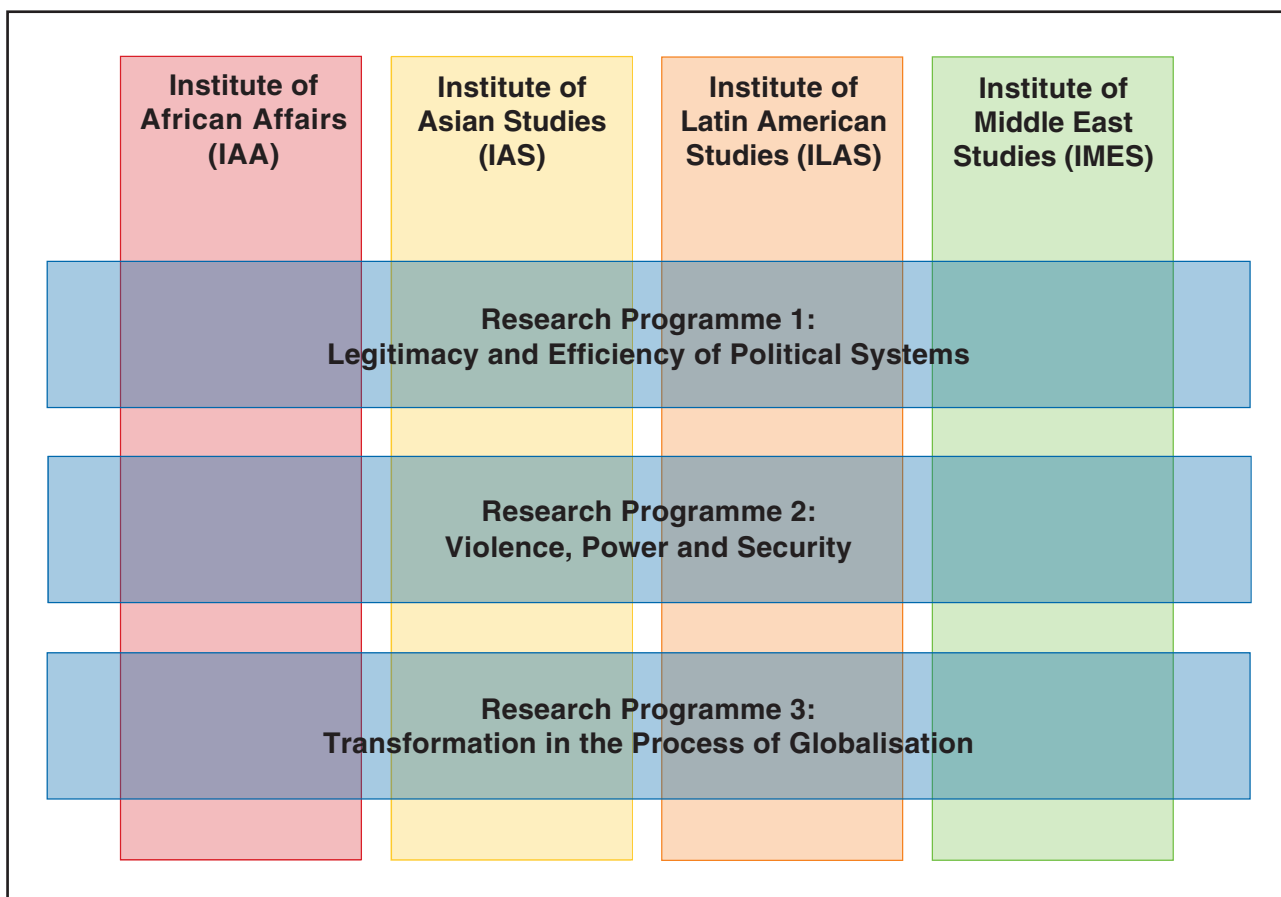 Institute of
African Affairs
(IAA)
Institute of
Asian Studies
(IAS)
Institute of
Latin American
Studies (ILAS)
Institute of
Middle East
Studies (IMES)
Research Programme 1:
Legitimacy and Efficiency of Political Systems
Research Programme 2:
Violence, Power and Security
Research Programme 3:
Transformation in the Process of Globalisation